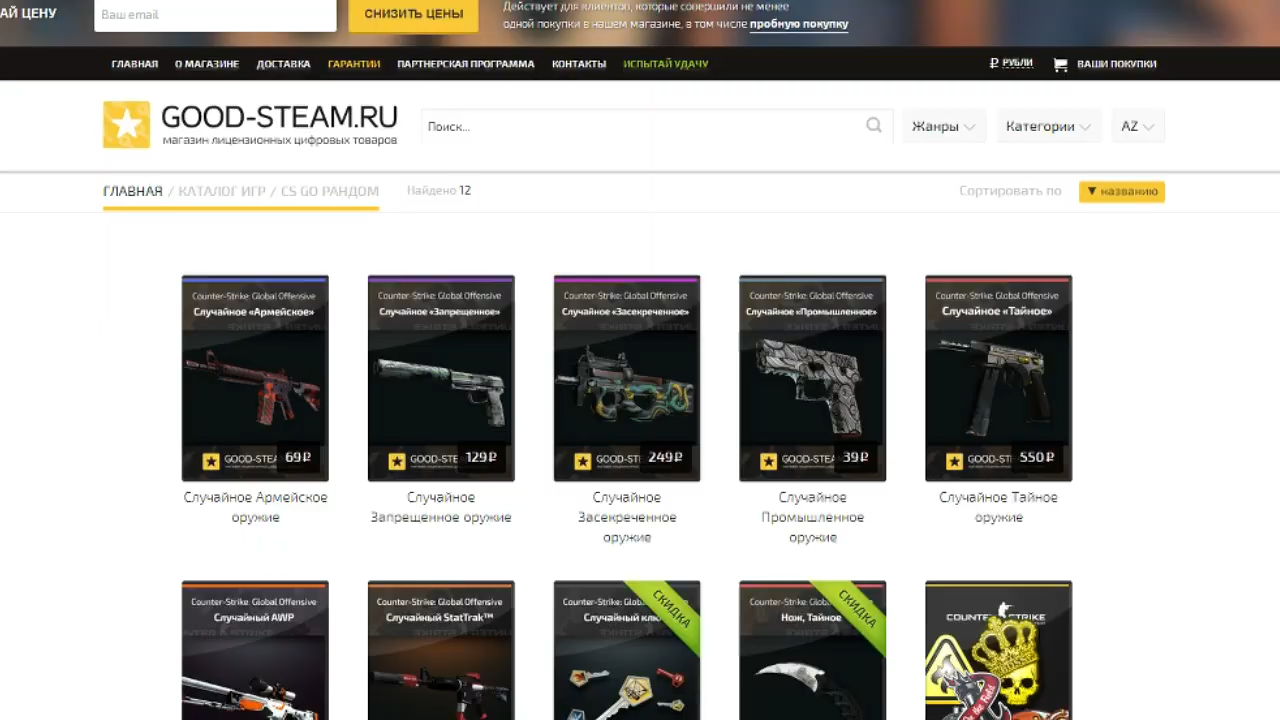 АЙ ЦЕНУ
Ваш email
СНИЗИТЬ ЦЕНЫ
Действует для клиентов, которые совершили не менее
одной покупки в нашем магазине, в том числе пробную покупку
ГЛАВНАЯ О МАГАЗИНЕ ДОСТАВКА ГАРАНТИИ ПАРТНЕРСКАЯ ПРОГРАММА КОНТАКТЫ ИСПЫТАЙ УДАЧУ ₽ РУБЛИ ВАШИ ПОКУПКИ
GOOD-STEAM.RU
магазин лицензионных цифровых товаров
Поиск...
Жанры
Категории
AZ
ГЛАВНАЯ / КАТАЛОГ ИГР / CS GO РАНДОМ
Найдено 12
Сортировать по
▼ названию
Counter-Strike: Global Offensive
Случайное «Армейское»
GOOD-STEA
69₽
Случайное Армейское
оружие
Counter-Strike: Global Offensive
Случайное «Запрещенное»
GOOD-STE
129₽
Случайное
Запрещенное оружие
Counter-Strike: Global Offensive
Случайное «Засекреченное»
GOOD-ST
249₽
Случайное
Засекреченное
оружие
Counter-Strike: Global Offensive
Случайное «Промышленное»
GOOD-STEA
39₽
Случайное
Промышленное
оружие
Counter-Strike: Global Offensive
Случайное «Тайное»
GOOD-ST
550₽
Случайное Тайное
оружие
Counter-Strike: Global Offensive
Случайный AWP
Counter-Strike: Global Offensive
Случайный StatTrak™
Counter-Strike: Glob
Случайный клю
СКИДКА
Counter-Strike: Glob
Нож, Тайное
СКИДКА
COUNTER STRIKE